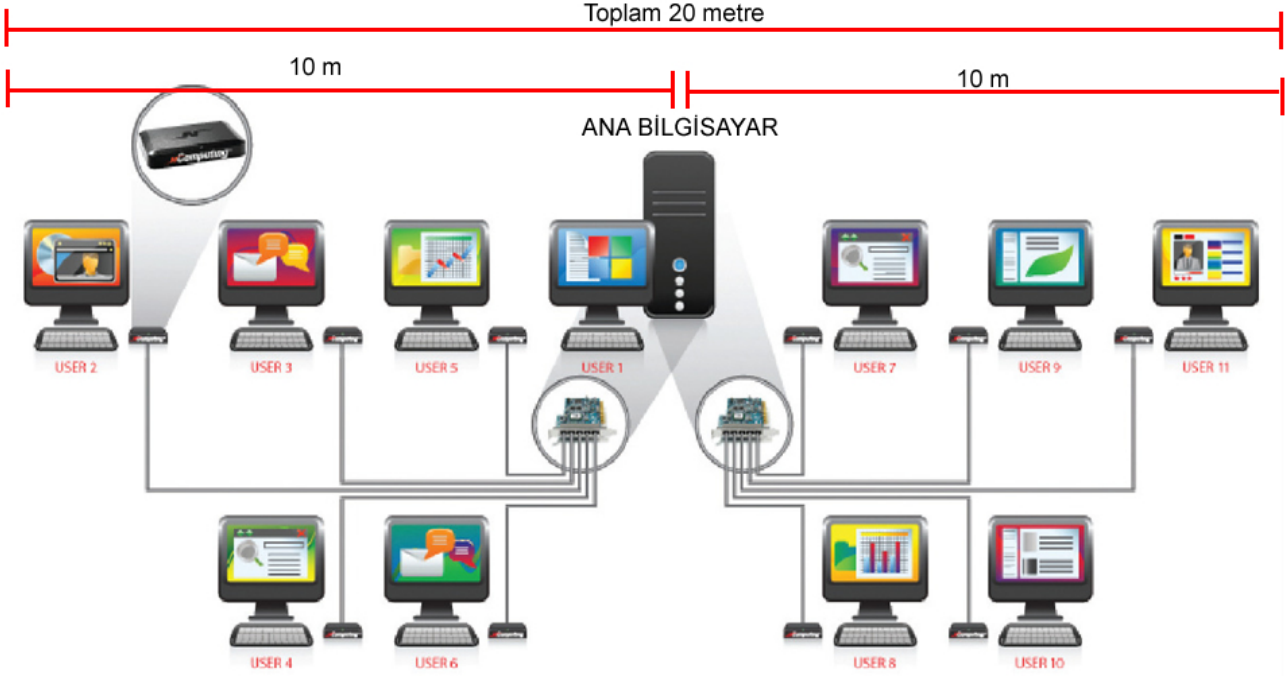 Toplam 20 metre
10 m
10 m
ANA BİLGİSAYAR
nComputing
USER 2
USER 3
USER 5
USER 1
USER 7
USER 9
USER 11
USER 4
USER 6
USER 8
USER 10